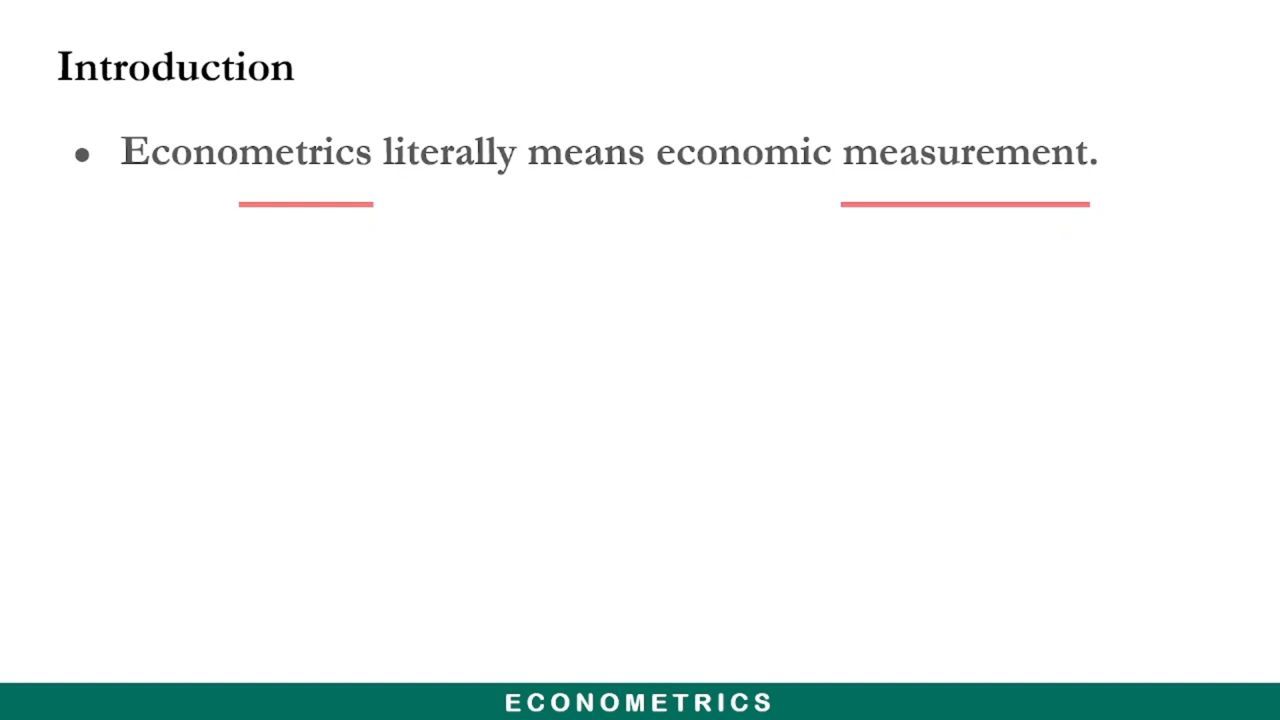 Introduction
● Econometrics literally means economic measurement.
ECONOMETRICS